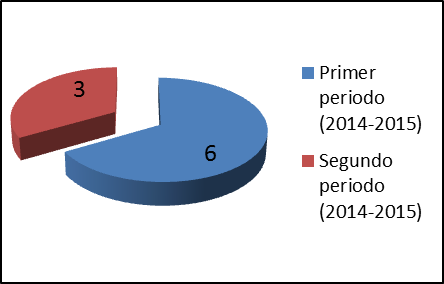 3
6
Primer
periodo
(2014-2015)
Segundo
periodo
(2014-2015)